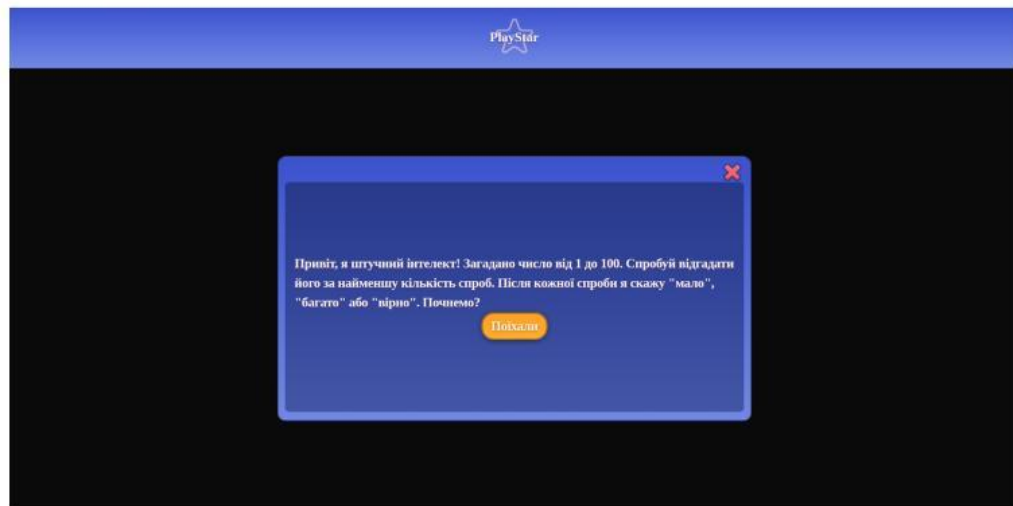 PlayStar
Привіт, я штучний інтелект! Загадано число від 1 до 100. Спробуй відгадати
його за найменшу кількість спроб. Після кожної спроби я скажу "мало",
"багато" або "вірно". Почнемо?
Поїхали